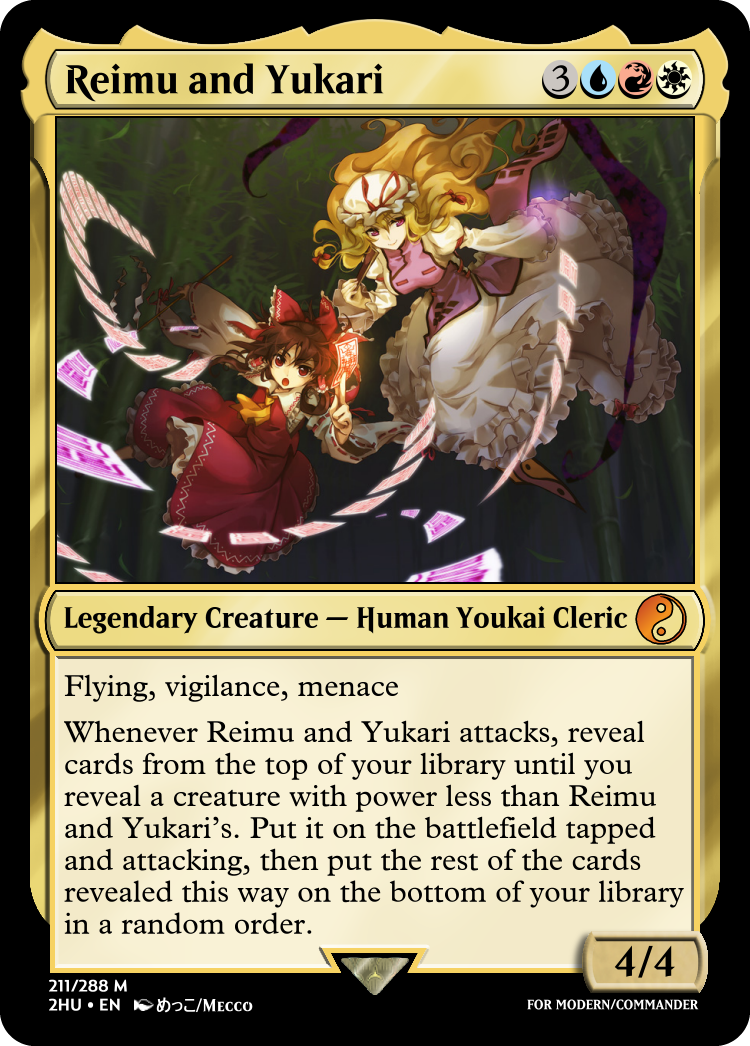 Reimu and Yukari 3
Legendary Creature — Human Youkai Cleric
Flying, vigilance, menace
Whenever Reimu and Yukari attacks, reveal
cards from the top of your library until you
reveal a creature with power less than Reimu
and Yukari's. Put it on the battlefield tapped
and attacking, then put the rest of the cards
revealed this way on the bottom of your library
in a random order.
4/4
211/288 M
2HU • EN めっこ/Mecco
FOR MODERN/COMMANDER